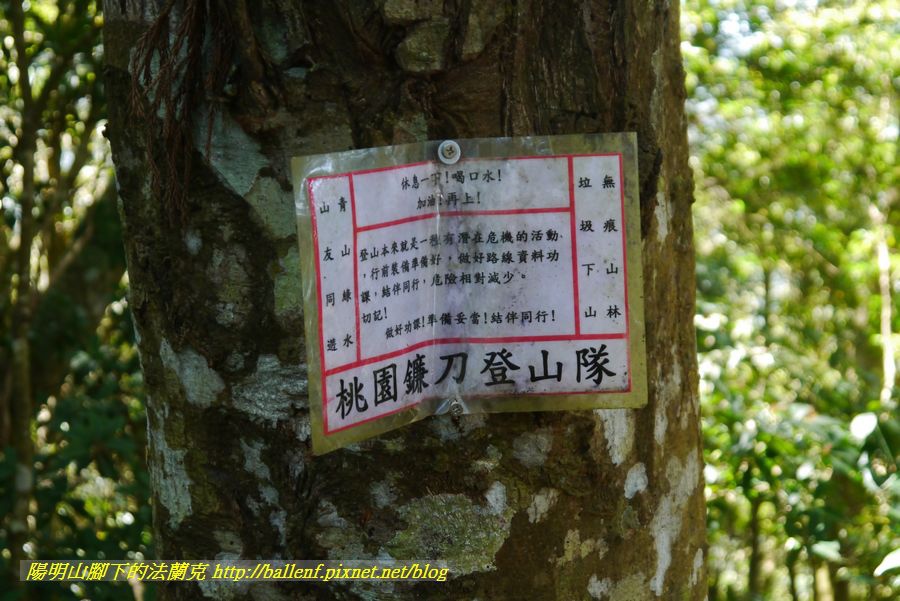 休息一下!喝口水!
加油!再上!
無痕山林
垃圾下山
登山本來就是一種有潛在危機的活動
,行前裝備準備好,做好路線資料功
課,結伴同行,危險相對減少。
切記!
做好功課!準備妥當!結伴同行!
青山綠水
山友同遊
桃園鐮刀登山隊
陽明山腳下的法蘭克 http://ballenf.pixnet.net/blog